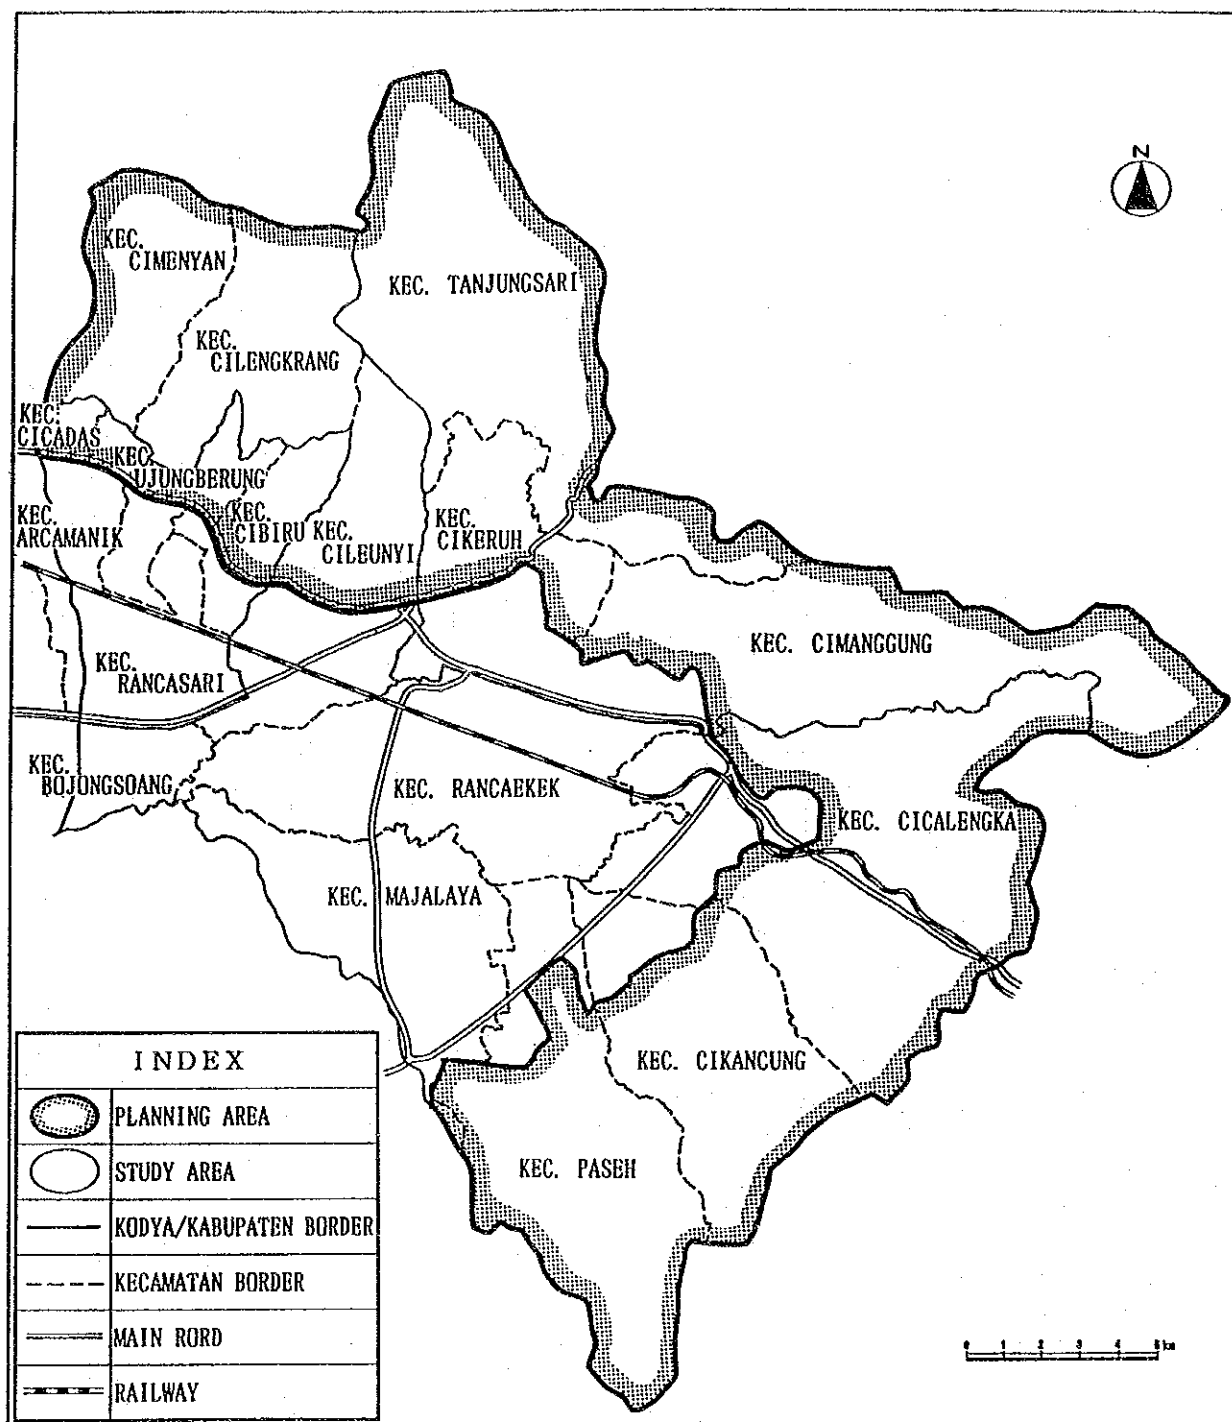 N
KEC.
CIMENYAN
KEC. TANJUNGSARI
KEC.
CILENGKRANG
KEC.
CICADAS
KEC.
UJUNGBERUNG
KEC.
ARCAMANIK
KEC.
CIBIRU
KEC.
CILEUNYI
KEC.
CIKERUH
KEC. CIMANGGUNG
KEC.
RANCASARI
KEC.
BOJONGSOANG
KEC. RANCAEKEK
KEC. CICALENGKA
KEC. MAJALAYA
KEC. CIKANCUNG
KEC. PASEH
INDEX
PLANNING AREA
STUDY AREA
KODYA/KABUPATEN BORDER
KECAMATAN BORDER
MAIN RORD
RAILWAY
0 1 2 3 4 5 km